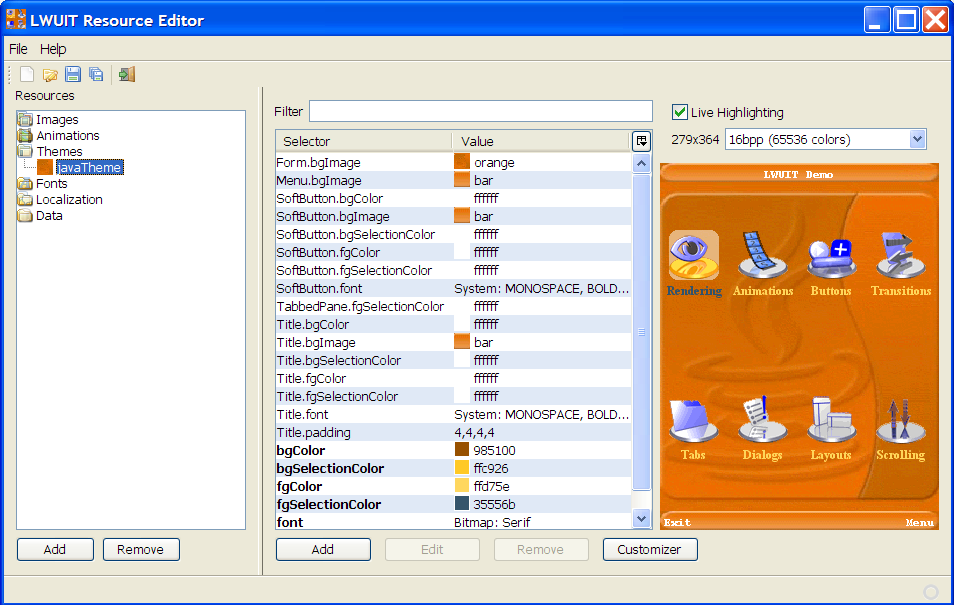 LWUIT Resource Editor
File Help
Resources
Images
Animations
Themes
javaTheme
Fonts
Localization
Data
Add Remove
Filter
Selector Value
Form.bgImage orange
Menu.bgImage bar
SoftButton.bgColor ffffff
SoftButton.bgImage bar
SoftButton.bgSelectionColor ffffff
SoftButton.fgColor ffffff
SoftButton.fgSelectionColor ffffff
SoftButton.font System: MONOSPACE, BOLD...
TabbedPane.fgSelectionColor ffffff
Title.bgColor ffffff
Title.bgImage bar
Title.bgSelectionColor ffffff
Title.fgColor ffffff
Title.fgSelectionColor ffffff
Title.font System: MONOSPACE, BOLD...
Title.padding 4,4,4,4
bgColor 985100
bgSelectionColor ffc926
fgColor ffd75e
fgSelectionColor 35556b
font Bitmap: Serif
Add Edit Remove Customizer
Live Highlighting
279x364 16bpp (65536 colors)
LWUIT Demo
Rendering Animations Buttons Transitions
Tabs Dialogs Layouts Scrolling
Exit Menu